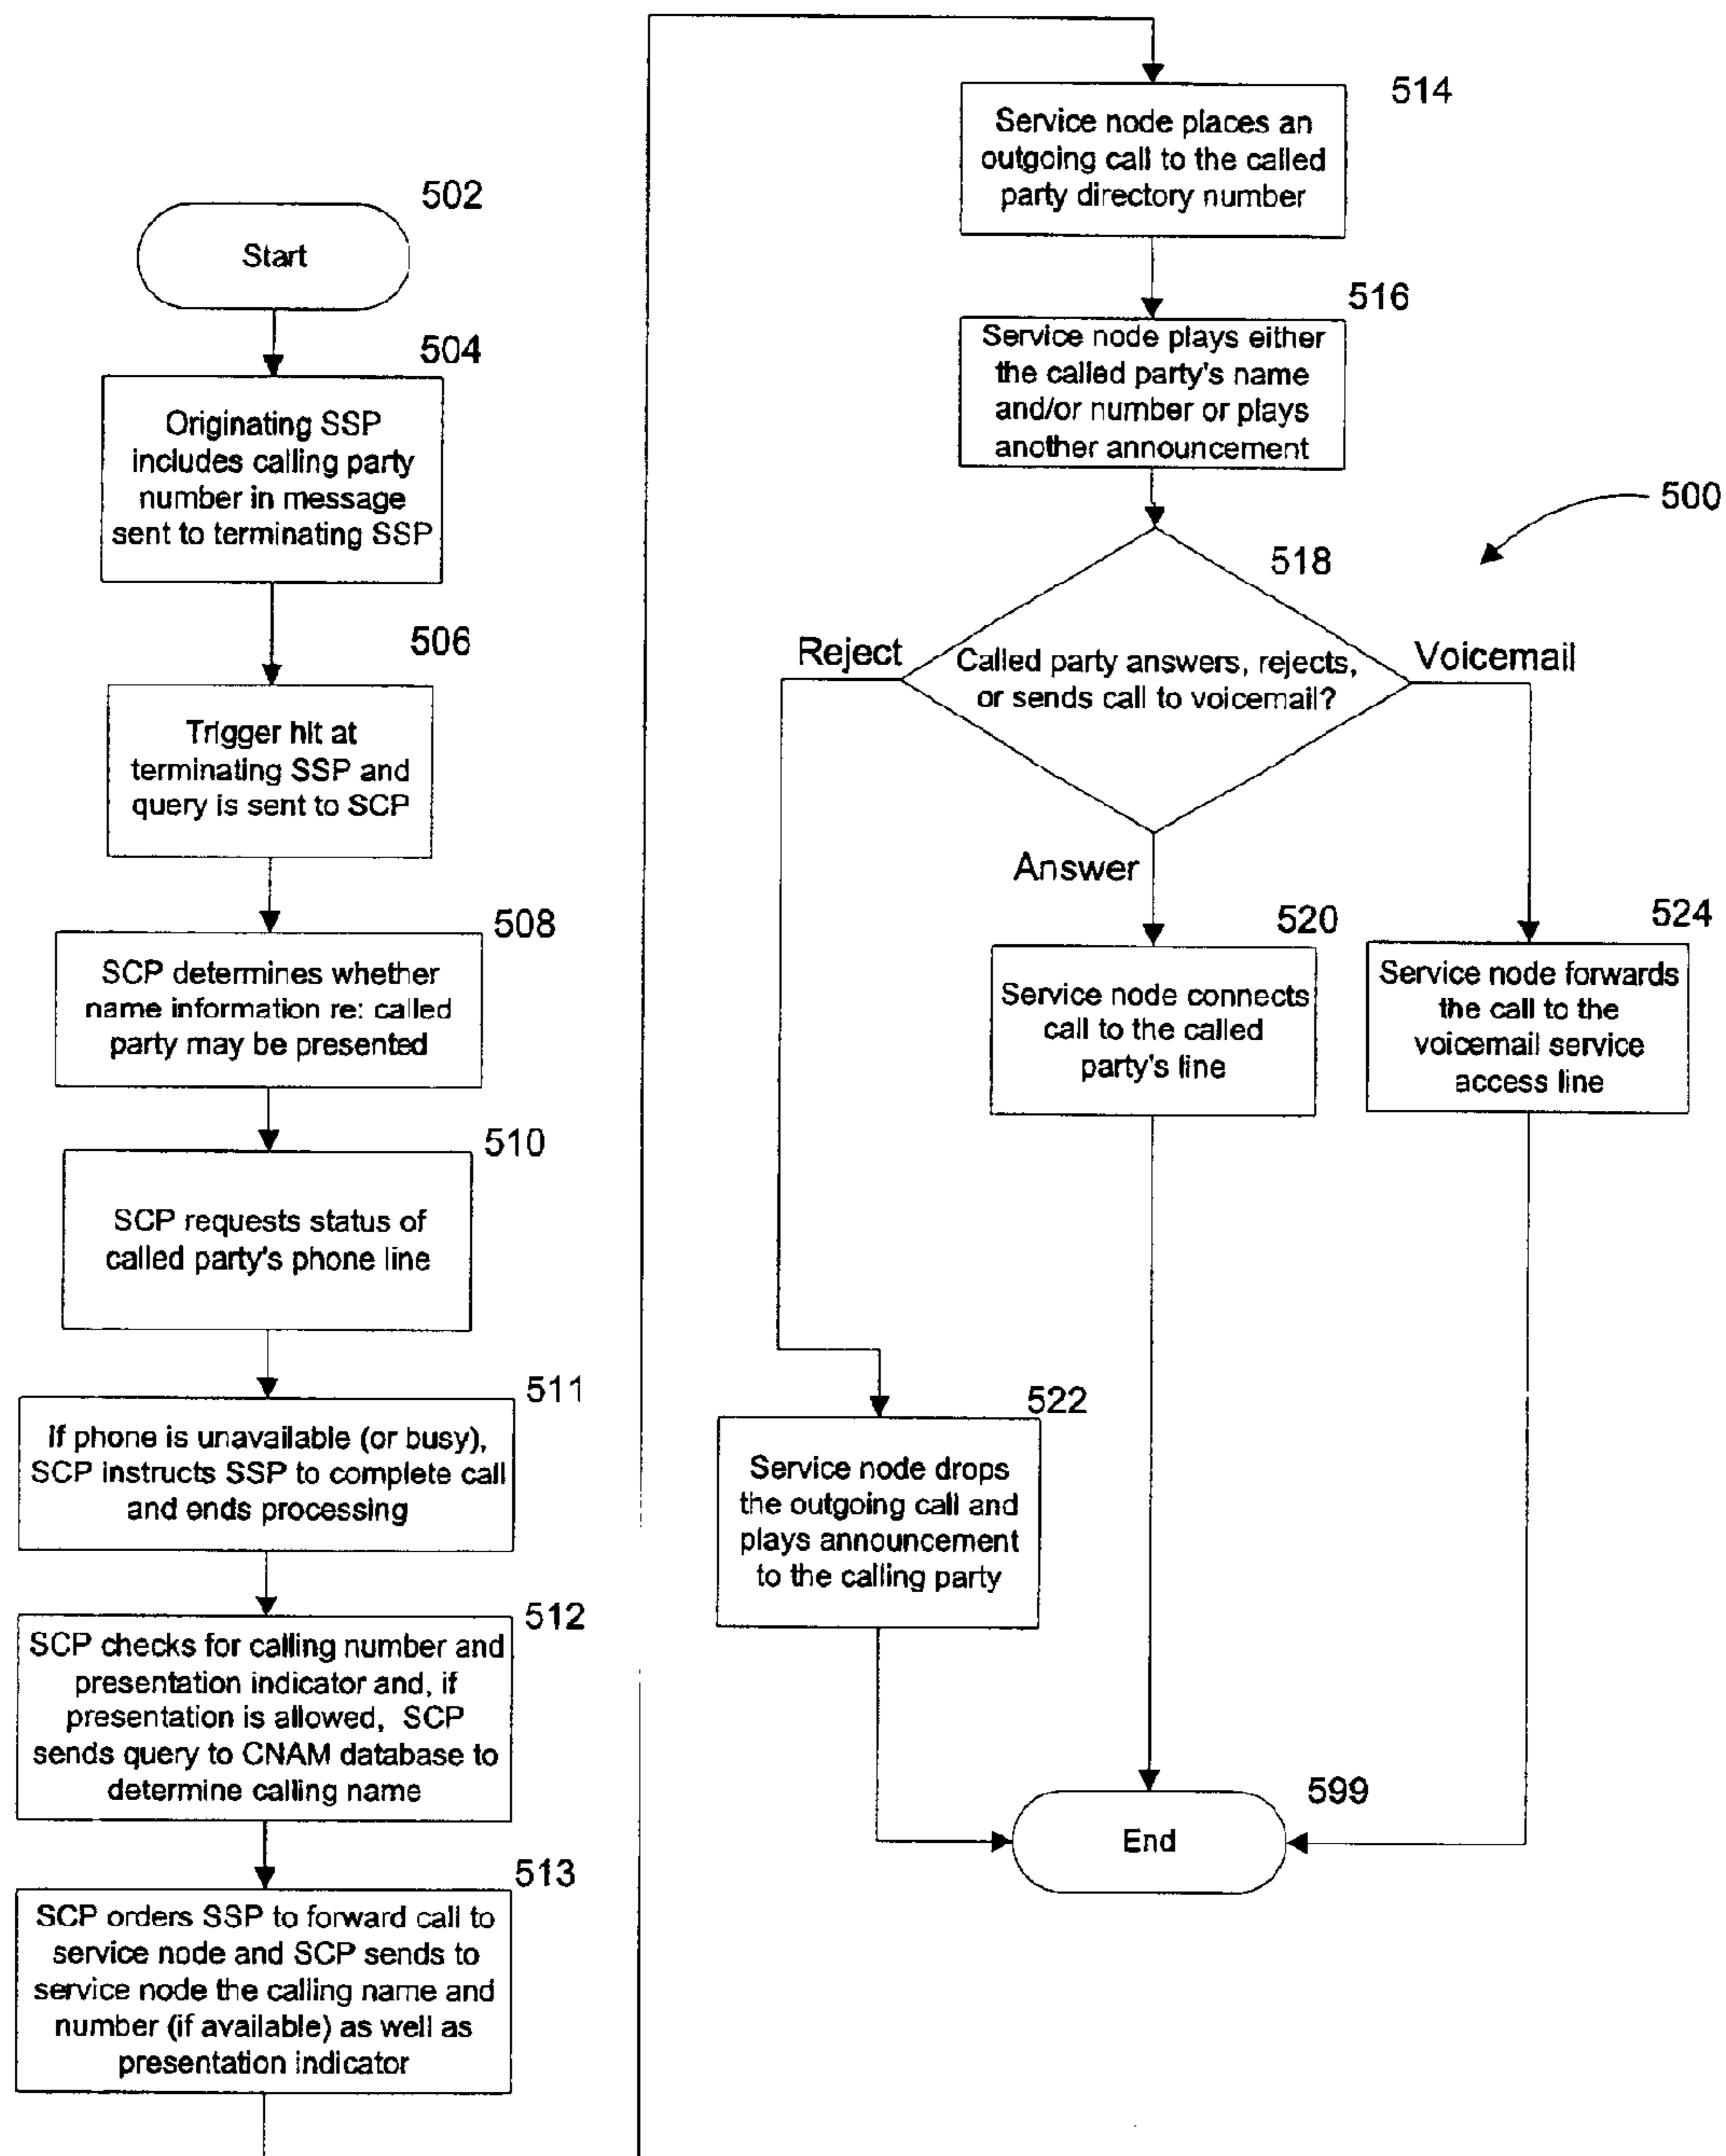 502
Start
504
Originating SSP
includes calling party
number in message
sent to terminating SSP
506
Trigger hit at
terminating SSP and
query is sent to SCP
508
SCP determines whether
name information re: called
party may be presented
510
SCP requests status of
called party's phone line
511
If phone is unavailable (or busy),
SCP instructs SSP to complete call
and ends processing
512
SCP checks for calling number and
presentation indicator and, if
presentation is allowed, SCP
sends query to CNAM database to
determine calling name
513
SCP orders SSP to forward call to
service node and SCP sends to
service node the calling name and
number (if available) as well as
presentation indicator
514
Service node places an
outgoing call to the called
party directory number
516
Service node plays either
the called party's name
and/or number or plays
another announcement
500
518
Called party answers, rejects,
or sends call to voicemail?
Reject
Voicemail
Answer
520
Service node connects
call to the called
party's line
524
Service node forwards
the call to the
voicemail service
access line
522
Service node drops
the outgoing call and
plays announcement
to the calling party
599
End